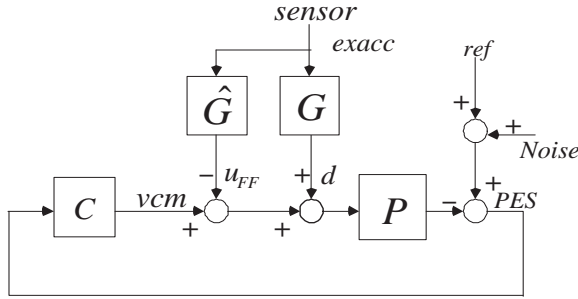 sensor
exacc
ref
Ĝ
G
+
+
Noise
−
u_FF
+
d
+
C
vcm
+
+
P
−
PES